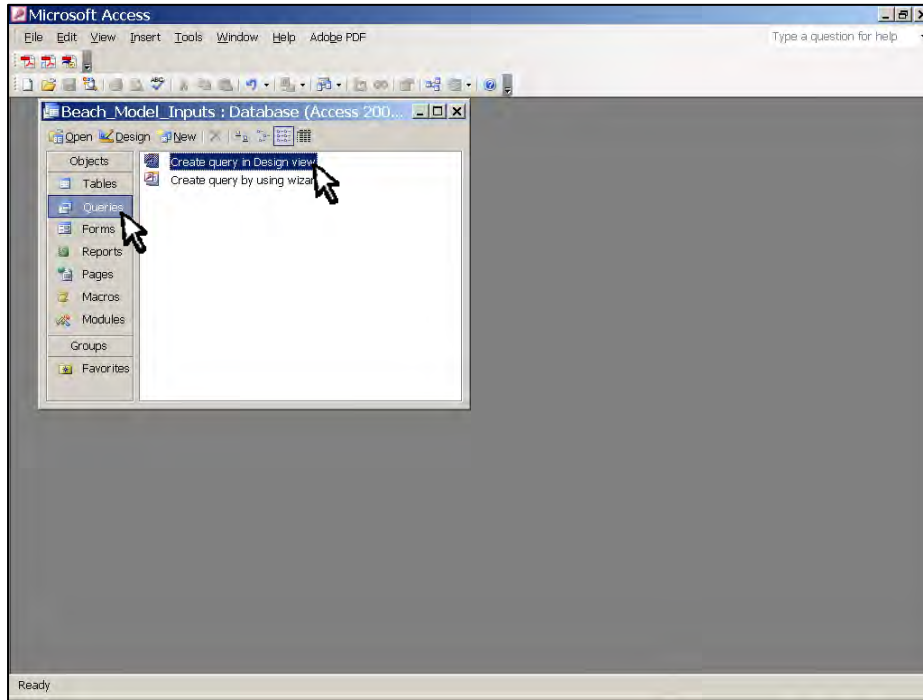 Microsoft Access
File Edit View Insert Tools Window Help Adobe PDF Type a question for help
Beach_Model_Inputs : Database (Access 200...
Open Design New
Objects
Create query in Design view
Tables
Create query by using wizar
Queries
Forms
Reports
Pages
Macros
Modules
Groups
Favorites
Ready